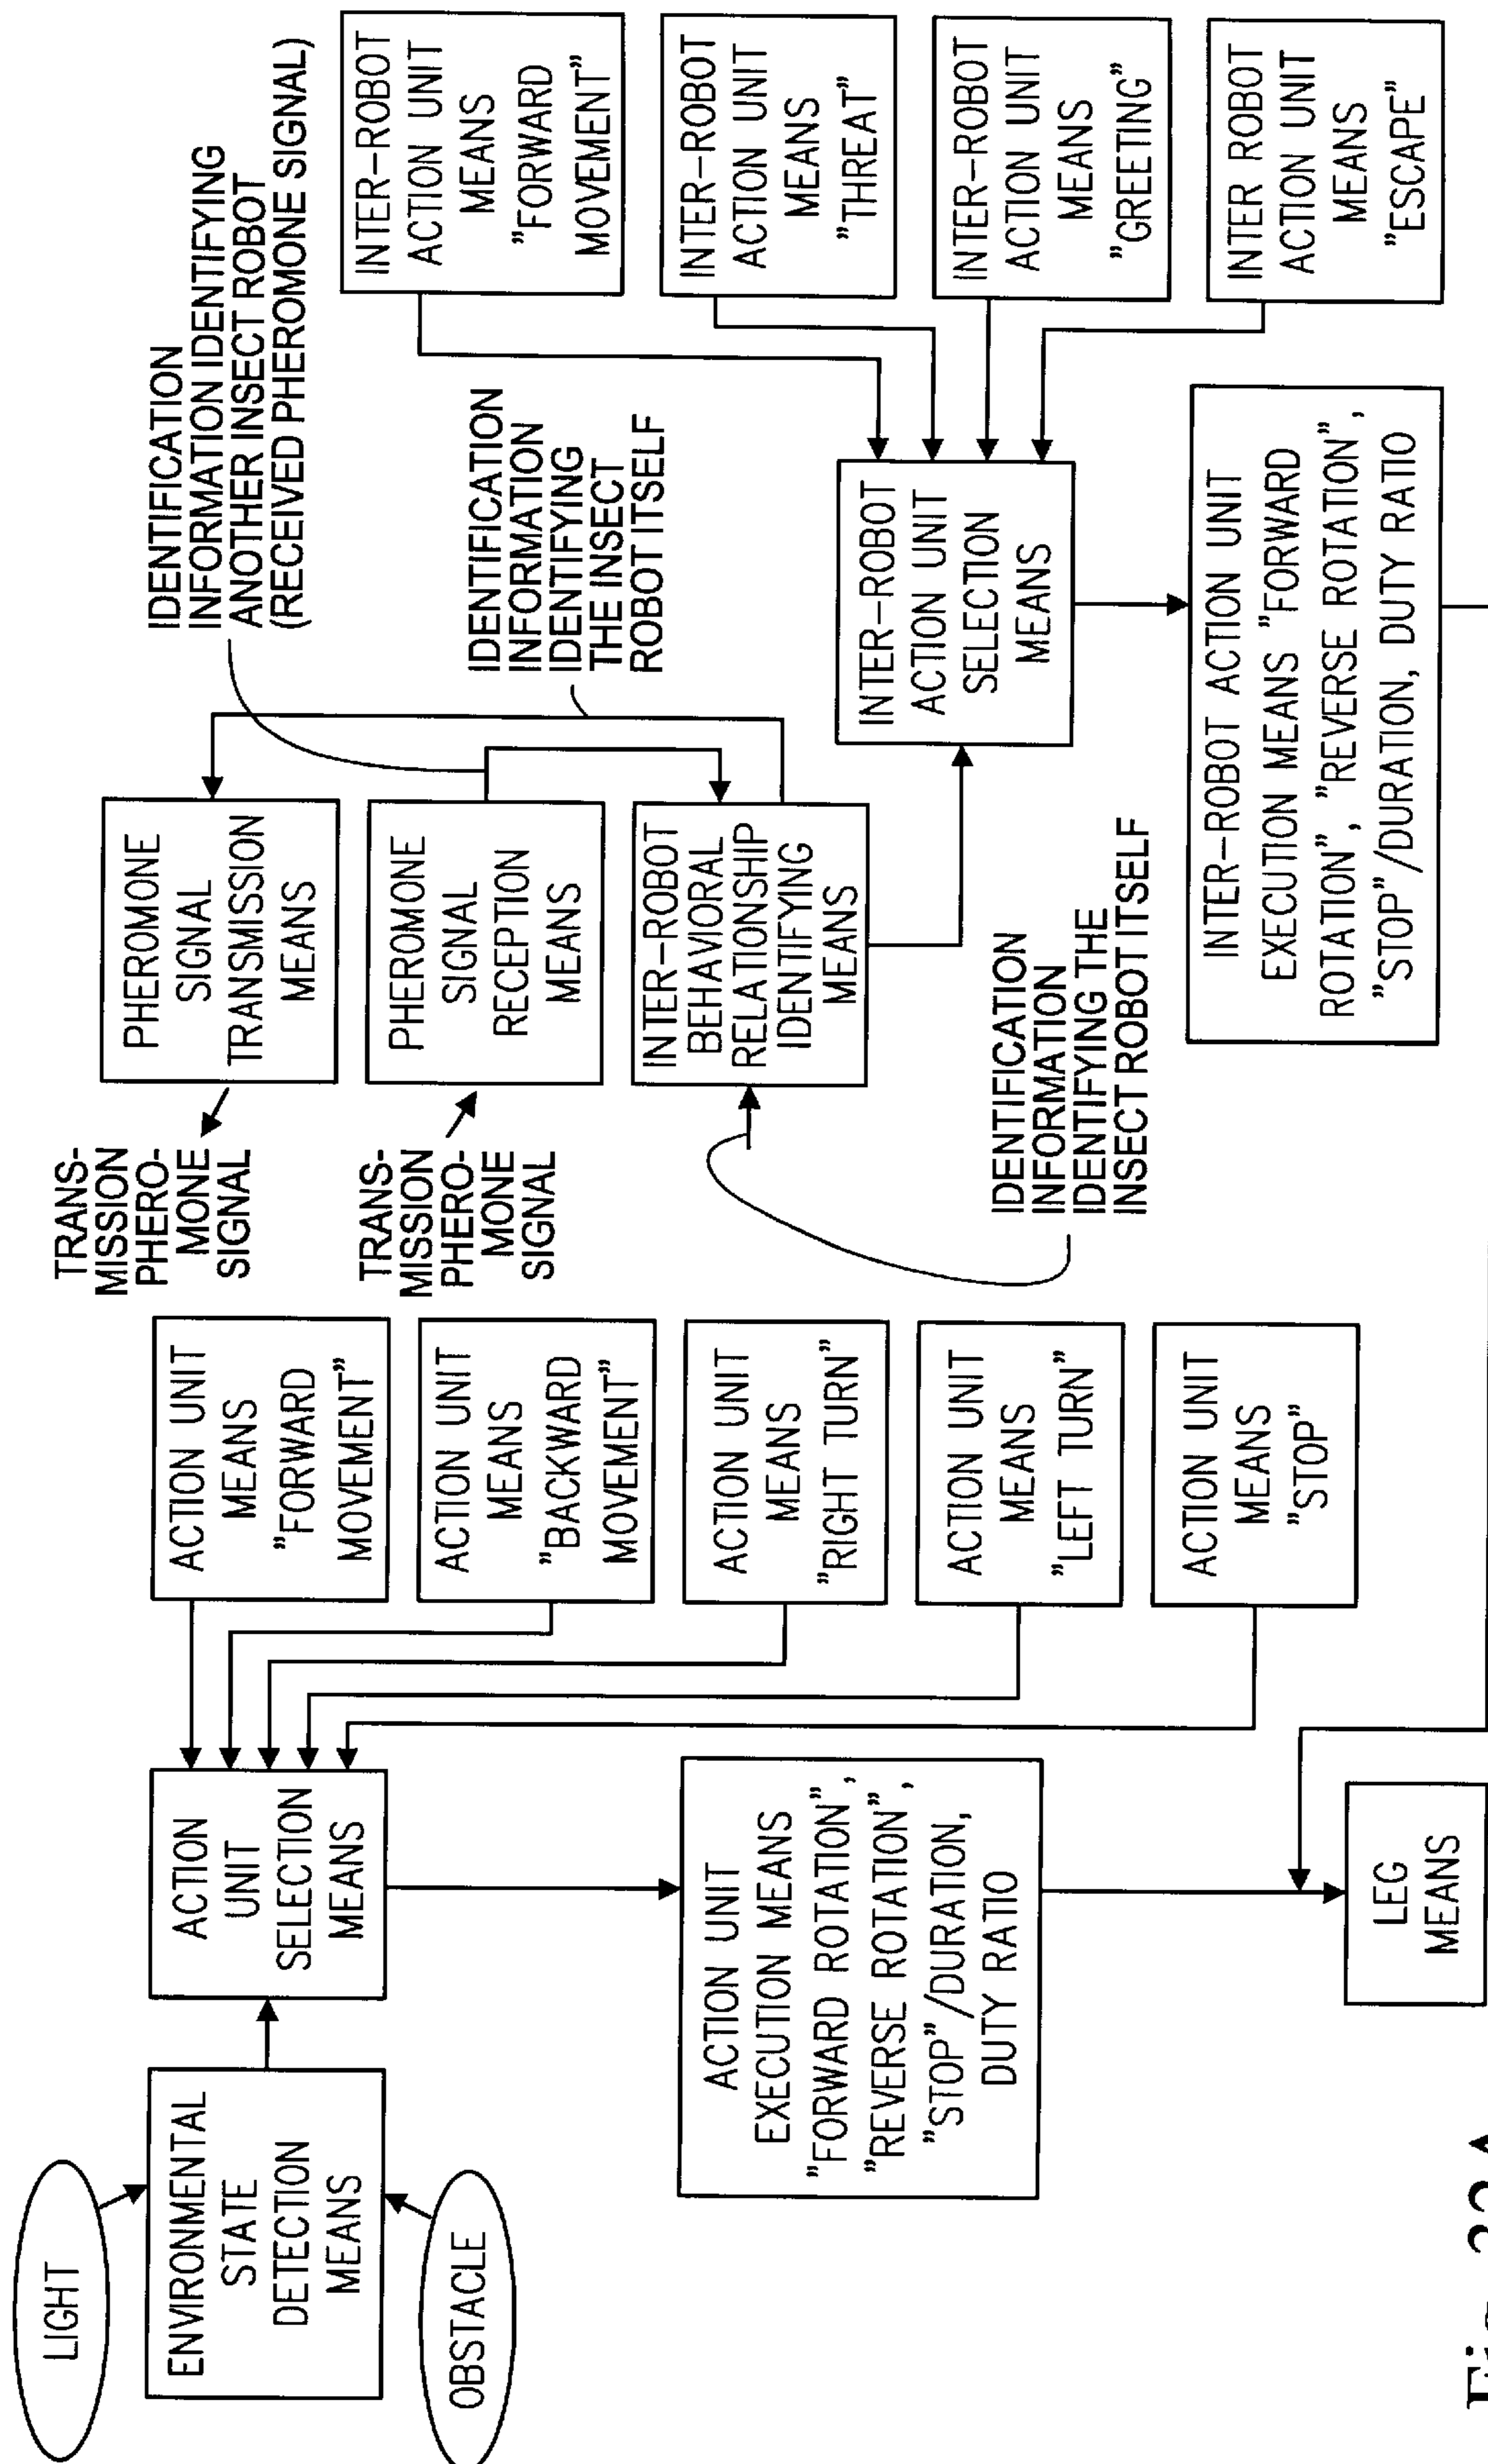 LIGHT
ENVIRONMENTAL
STATE
DETECTION
MEANS
OBSTACLE
ACTION
UNIT
SELECTION
MEANS
ACTION UNIT
EXECUTION MEANS
"FORWARD ROTATION",
"REVERSE ROTATION",
"STOP"/DURATION,
DUTY RATIO
LEG
MEANS
ACTION UNIT
MEANS
"FORWARD
MOVEMENT"
ACTION UNIT
MEANS
"BACKWARD
MOVEMENT"
ACTION UNIT
MEANS
"RIGHT TURN"
ACTION UNIT
MEANS
"LEFT TURN"
ACTION UNIT
MEANS
"STOP"
TRANS-
MISSION
PHERO-
MONE
SIGNAL
TRANS-
MISSION
PHERO-
MONE
SIGNAL
PHEROMONE
SIGNAL
TRANSMISSION
MEANS
PHEROMONE
SIGNAL
RECEPTION
MEANS
INTER-ROBOT
BEHAVIORAL
RELATIONSHIP
IDENTIFYING
MEANS
IDENTIFICATION
INFORMATION
IDENTIFYING THE
INSECT ROBOT ITSELF
IDENTIFICATION
INFORMATION IDENTIFYING
ANOTHER INSECT ROBOT
(RECEIVED PHEROMONE SIGNAL)
IDENTIFICATION
INFORMATION
IDENTIFYING
THE INSECT
ROBOT ITSELF
INTER-ROBOT
ACTION UNIT
SELECTION
MEANS
INTER-ROBOT ACTION UNIT
EXECUTION MEANS "FORWARD
ROTATION", "REVERSE ROTATION",
"STOP"/DURATION, DUTY RATIO
INTER-ROBOT
ACTION UNIT
MEANS
"FORWARD
MOVEMENT"
INTER-ROBOT
ACTION UNIT
MEANS
"THREAT"
INTER-ROBOT
ACTION UNIT
MEANS
"GREETING"
INTER ROBOT
ACTION UNIT
MEANS
"ESCAPE"